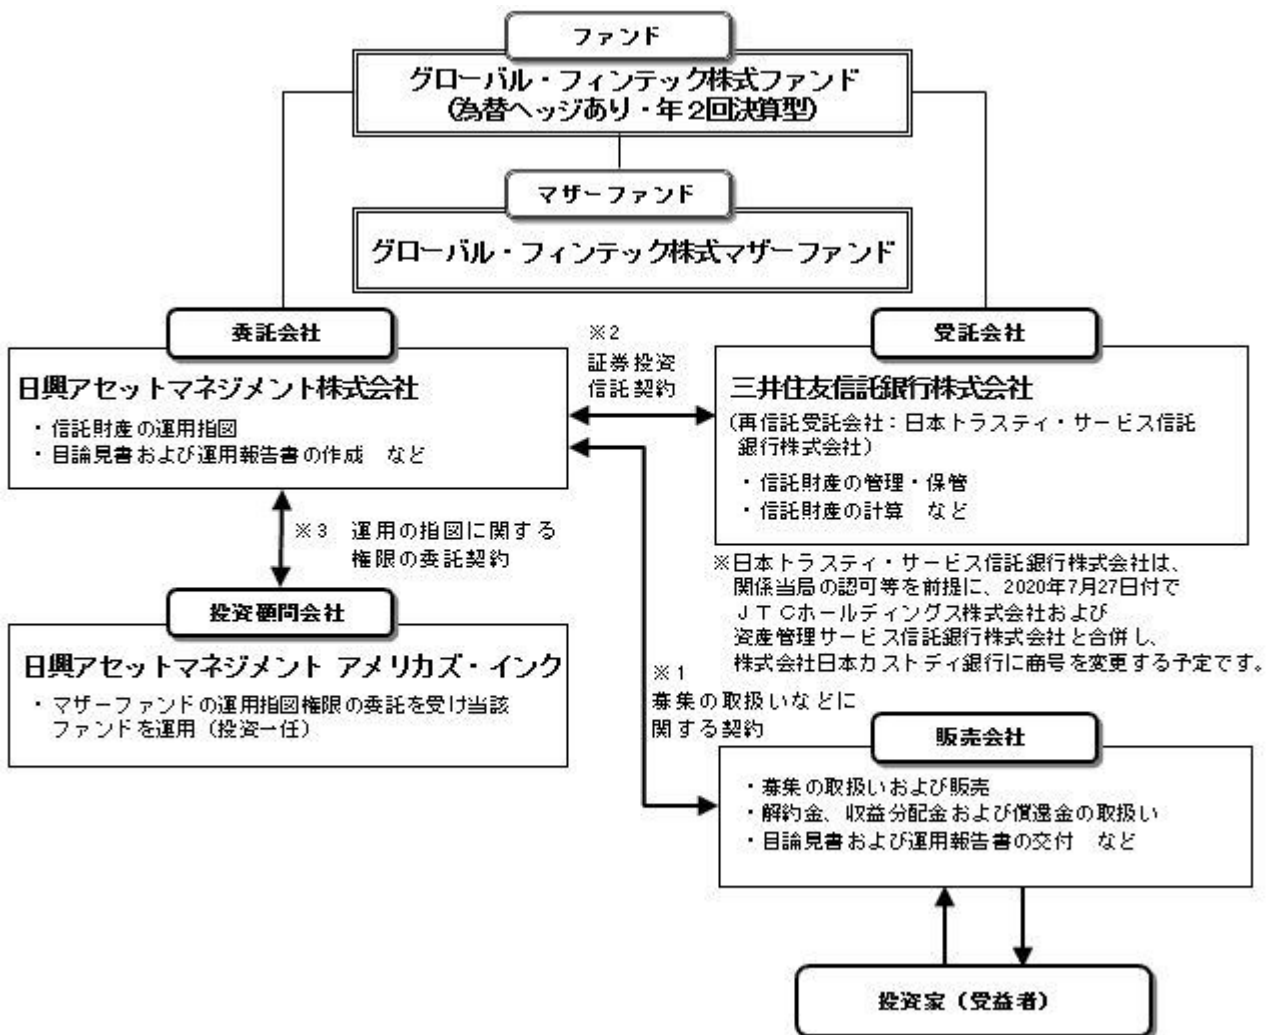 ファンド
グローバル・フィンテック株式ファンド
(為替ヘッジあり・年２回決算型)
マザーファンド
グローバル・フィンテック株式マザーファンド
委託会社
日興アセットマネジメント株式会社
・信託財産の運用指図
・目論見書および運用報告書の作成　など
※2
証券投資
信託契約
受託会社
三井住友信託銀行株式会社
(再信託受託会社：日本トラスティ・サービス信託
銀行株式会社)
・信託財産の管理・保管
・信託財産の計算　など
※日本トラスティ・サービス信託銀行株式会社は、
関係当局の認可等を前提に、2020年7月27日付で
ＪＴＣホールディングス株式会社および
資産管理サービス信託銀行株式会社と合併し、
株式会社日本カストディ銀行に商号を変更する予定です。
※3　運用の指図に関する
権限の委託契約
投資顧問会社
日興アセットマネジメント アメリカズ・インク
・マザーファンドの運用指図権限の委託を受け当該
ファンドを運用（投資一任）
※1
募集の取扱いなどに
関する契約
販売会社
・募集の取扱いおよび販売
・解約金、収益分配金および償還金の取扱い
・目論見書および運用報告書の交付　など
投資家（受益者）